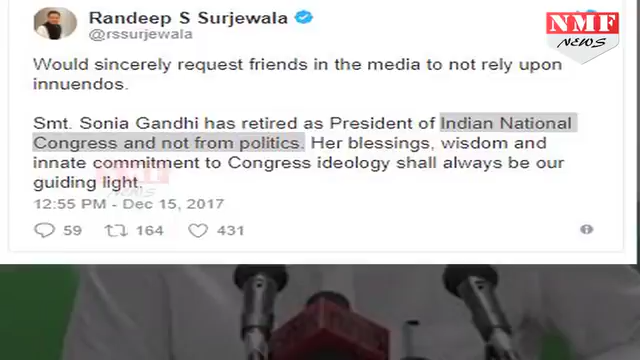 Randeep S Surjewala
@rssurjewala
NMF
NEWS
Would sincerely request friends in the media to not rely upon
innuendos.
Smt. Sonia Gandhi has retired as President of Indian National
Congress and not from politics. Her blessings, wisdom and
innate commitment to Congress ideology shall always be our
guiding light.
NMF
NEWS
12:55 PM - Dec 15, 2017
59 164 431